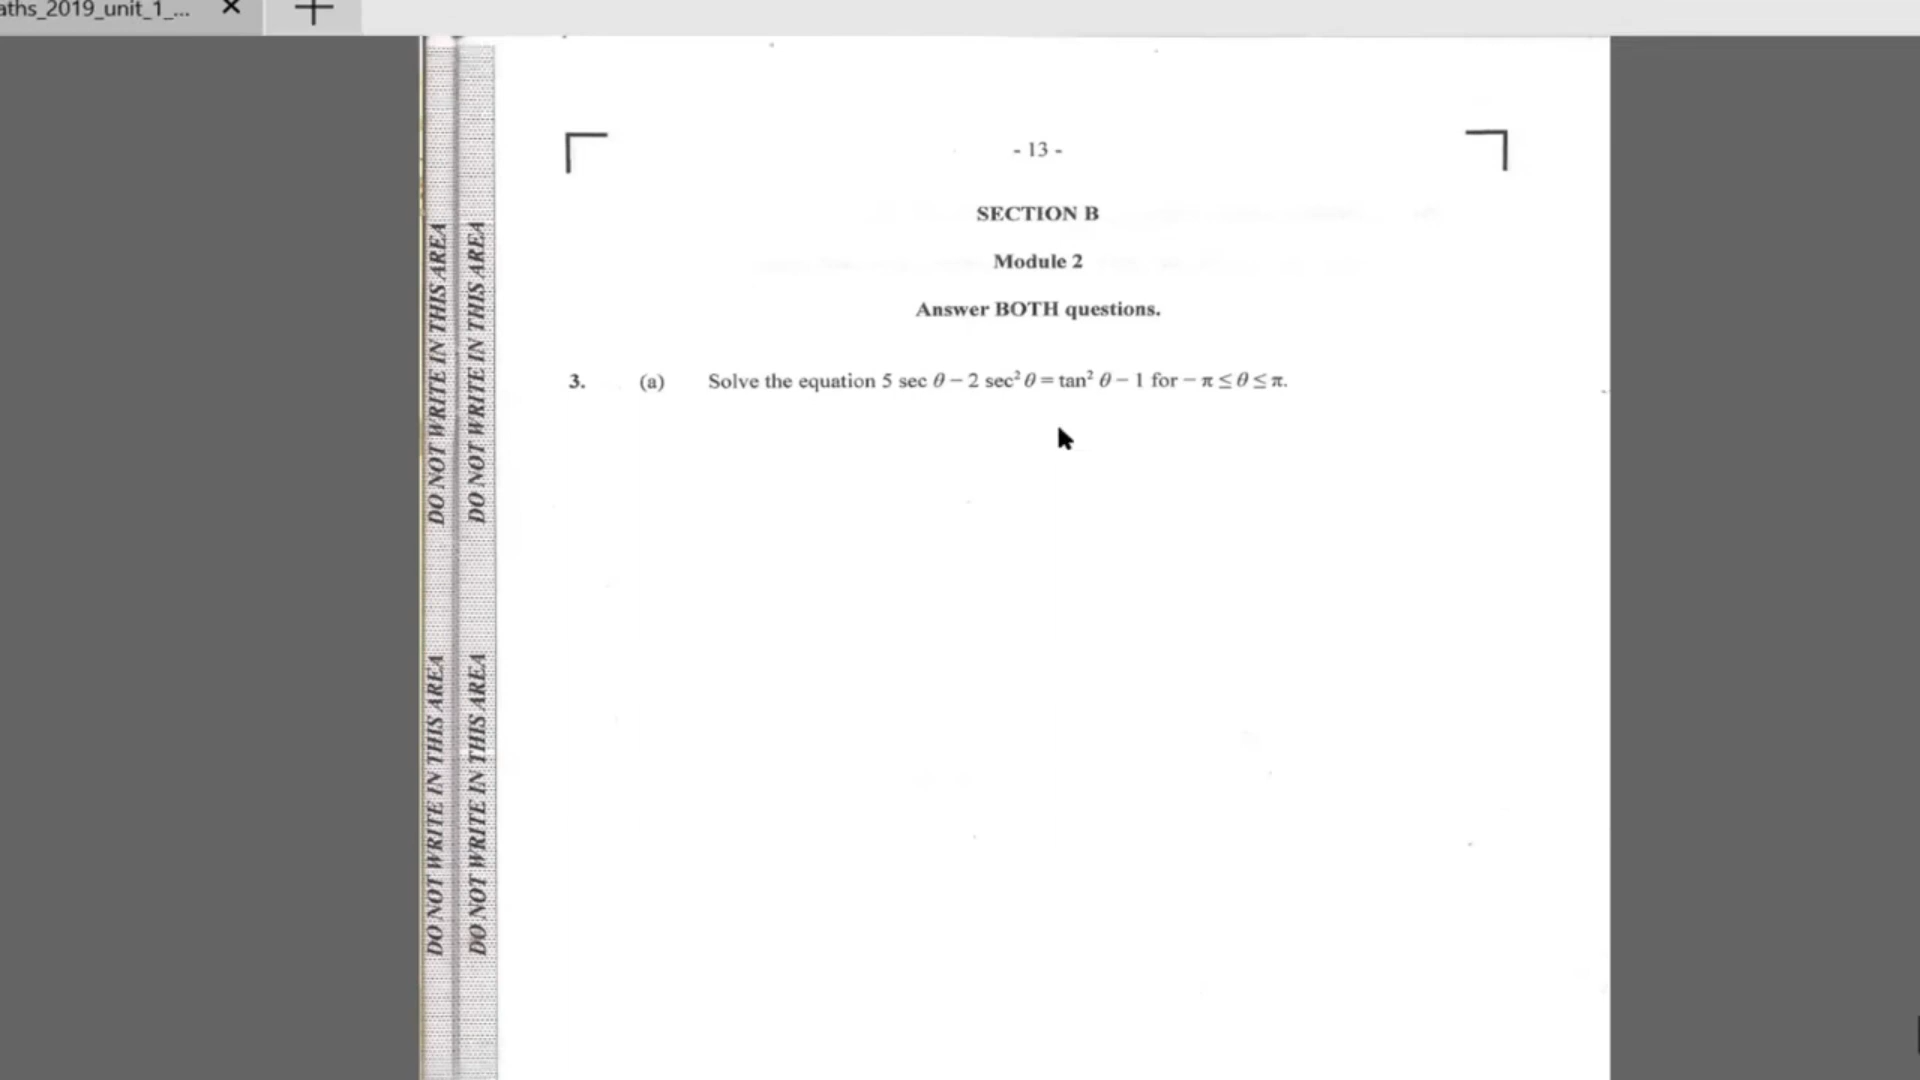 aths_2019_unit_1_...
- 13 -
SECTION B
Module 2
Answer BOTH questions.
3. (a) Solve the equation 5 sec θ – 2 sec² θ = tan² θ – 1 for – π ≤ θ ≤ π.
DO NOT WRITE IN THIS AREA
DO NOT WRITE IN THIS AREA
DO NOT WRITE IN THIS AREA
DO NOT WRITE IN THIS AREA